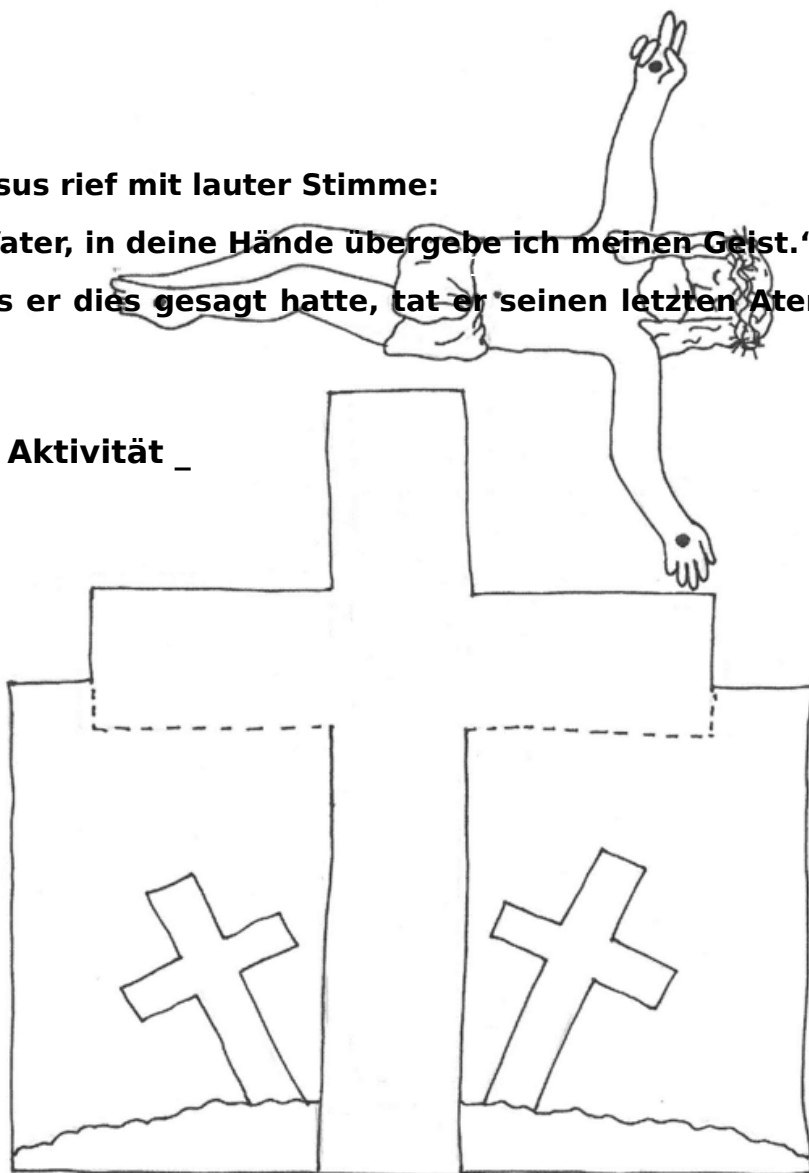 sus rief mit lauter Stimme:
ater, in deine Hände übergebe ich meinen Geist.‘
s er dies gesagt hatte, tat er seinen letzten Ate
Aktivität _